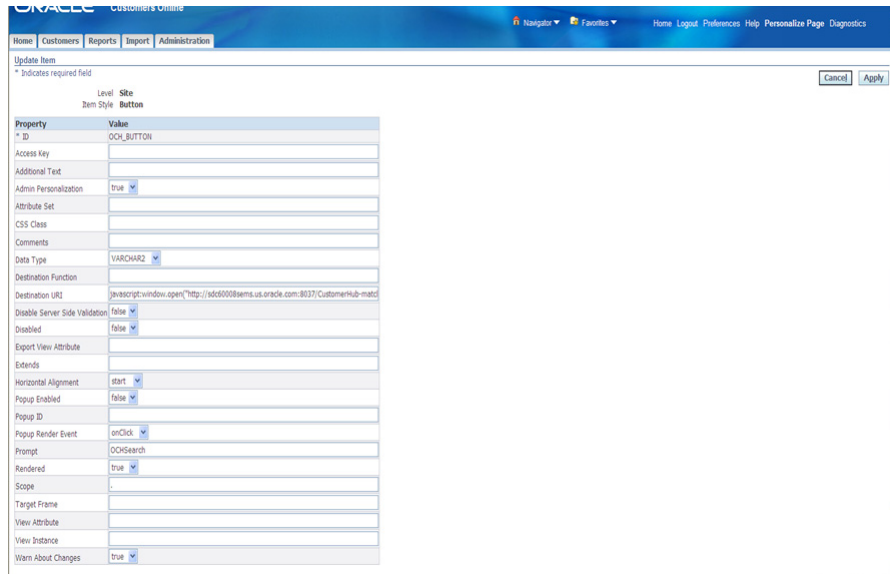 ORACLE Customers Online
Navigator Favorites Home Logout Preferences Help Personalize Page Diagnostics
Home Customers Reports Import Administration
Update Item
* Indicates required field
Cancel Apply
Level Site
Item Style Button
Property Value
* ID OCH_BUTTON
Access Key
Additional Text
Admin Personalization true
Attribute Set
CSS Class
Comments
Data Type VARCHAR2
Destination Function
Destination URI javascript:window.open("http://sdc60008sems.us.oracle.com:8037/CustomerHub-matcl
Disable Server Side Validation false
Disabled false
Export View Attribute
Extends
Horizontal Alignment start
Popup Enabled false
Popup ID
Popup Render Event onClick
Prompt OCHSearch
Rendered true
Scope .
Target Frame
View Attribute
View Instance
Warn About Changes true